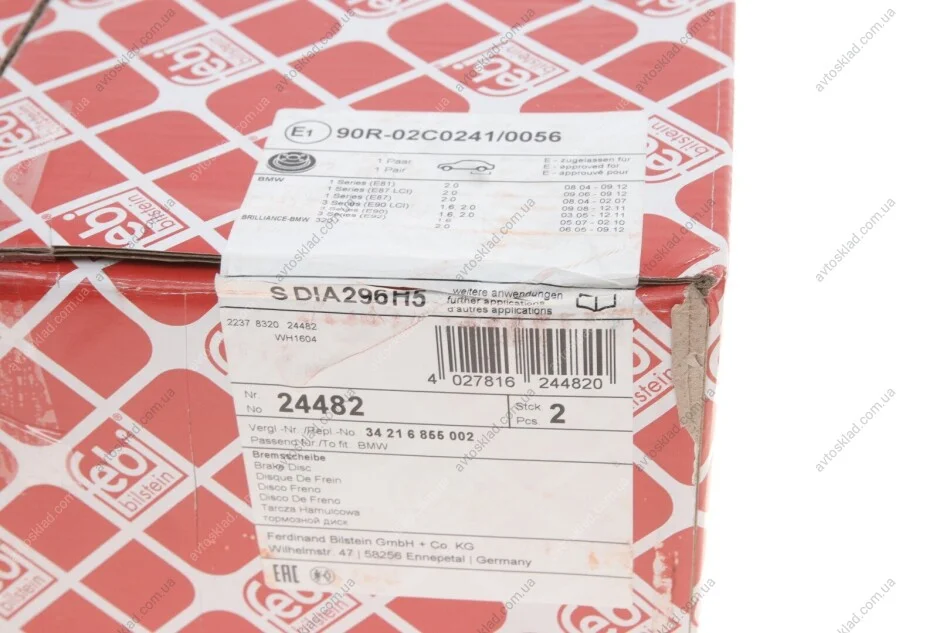 E1 90R-02C0241/0056
1 Paar
1 Pair
E - zugelassen für
E - approved for
E - approuvé pour
BMW
1 Series (E81) 2.0 08.04 - 09.12
1 Series (E87 LCI) 2.0 09.06 - 09.12
1 Series (E87) 2.0 08.04 - 02.07
3 Series (E90 LCI) 1.6, 2.0 09.08 - 12.11
3 Series (E90) 1.6, 2.0 03.05 - 12.11
3 Series (E92) 05.07 - 02.10
BRILLIANCE-BMW 2.0 06.05 - 09.12
S DIA296H5
weitere anwendungen
further applications
d'autres applications
2237 8320 24482
WH1604
4 027816 244820
Nr.
No 24482
Stck
Pcs. 2
Vergl.-Nr./Repl.-No. 34 21 6 855 002
Passend für/To fit BMW
Bremsscheibe
Brake Disc
Disque De Frein
Disco Freno
Disco De Freno
Tarcza Hamulcowa
тормозной диск
Ferdinand Bilstein GmbH + Co. KG
Wilhelmstr. 47 | 58256 Ennepetal | Germany
EAC
febi
bilstein
avtosklad.com.ua